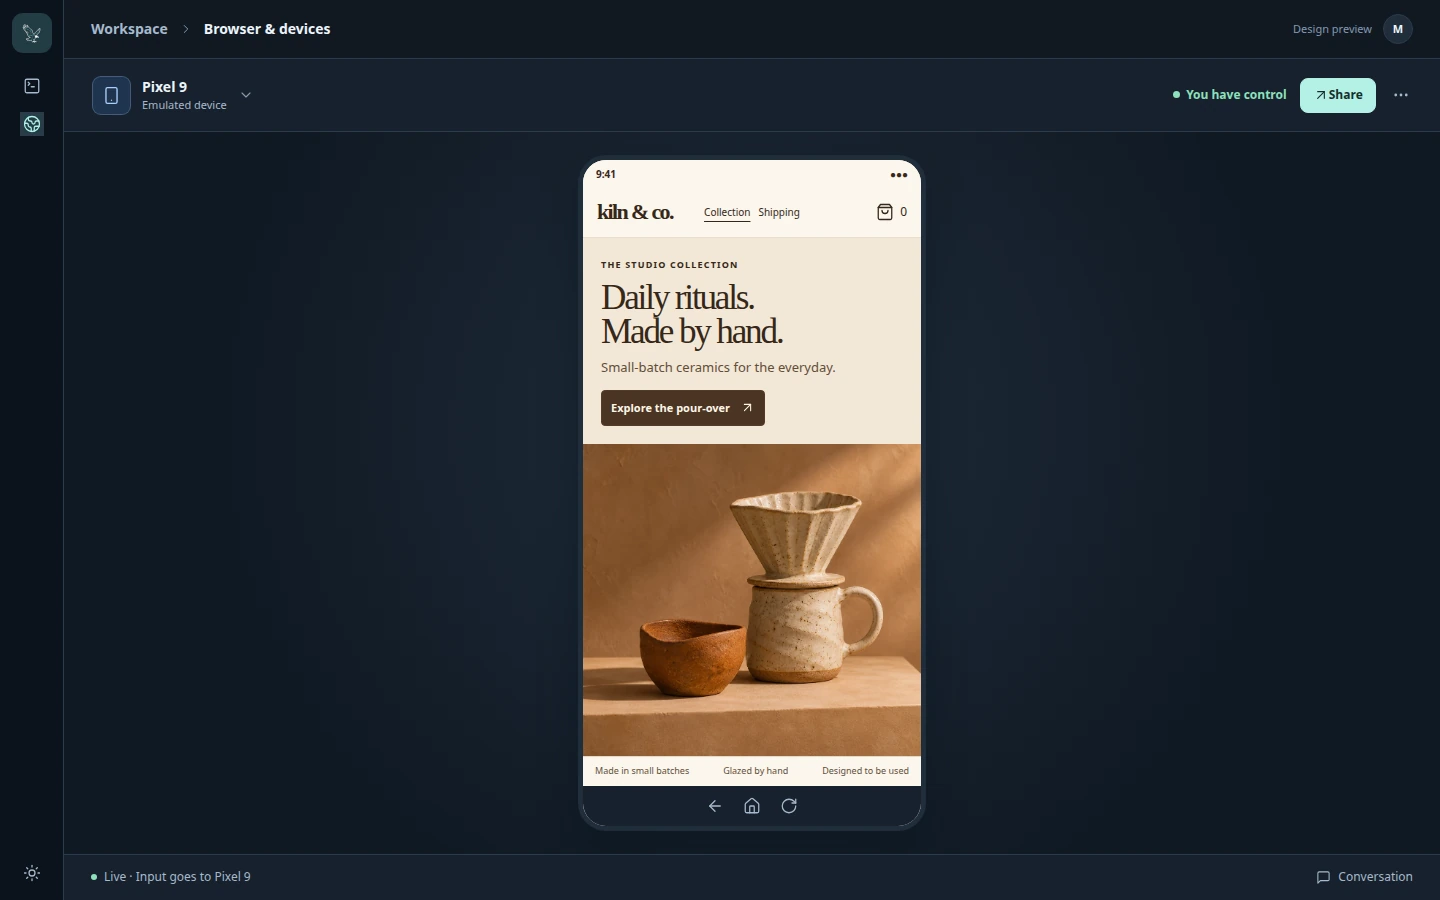 Workspace > Browser & devices
Design preview M
Pixel 9
Emulated device
You have control
Share
9:41
kiln & co.
Collection Shipping
0
THE STUDIO COLLECTION
Daily rituals.
Made by hand.
Small-batch ceramics for the everyday.
Explore the pour-over
Made in small batches Glazed by hand Designed to be used
Live · Input goes to Pixel 9
Conversation